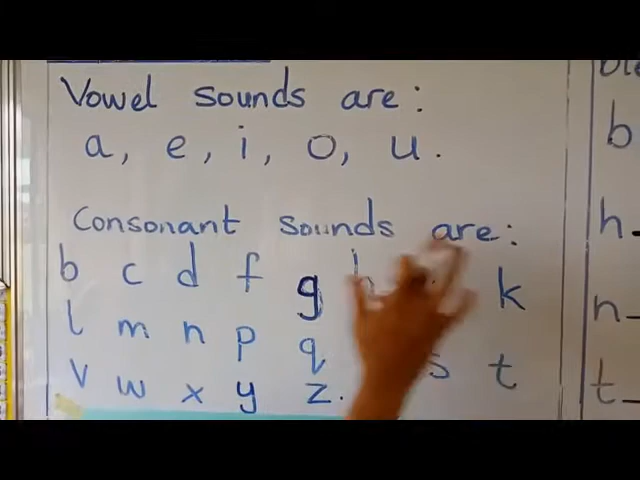 Vowel sounds are:
a, e, i, o, u.
Consonant sounds are:
b c d f g h k
l m n p q s t
v w x y z.
b
h
n
t